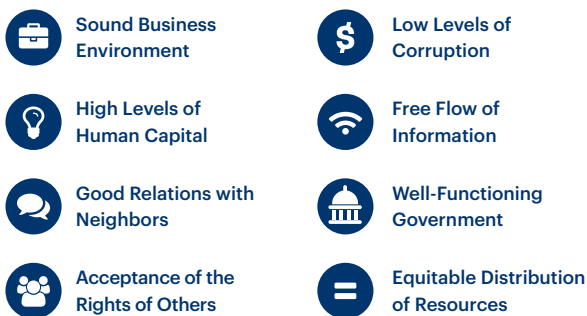 Sound Business
Environment
Low Levels of
Corruption
High Levels of
Human Capital
Free Flow of
Information
Good Relations with
Neighbors
Well-Functioning
Government
Acceptance of the
Rights of Others
Equitable Distribution
of Resources